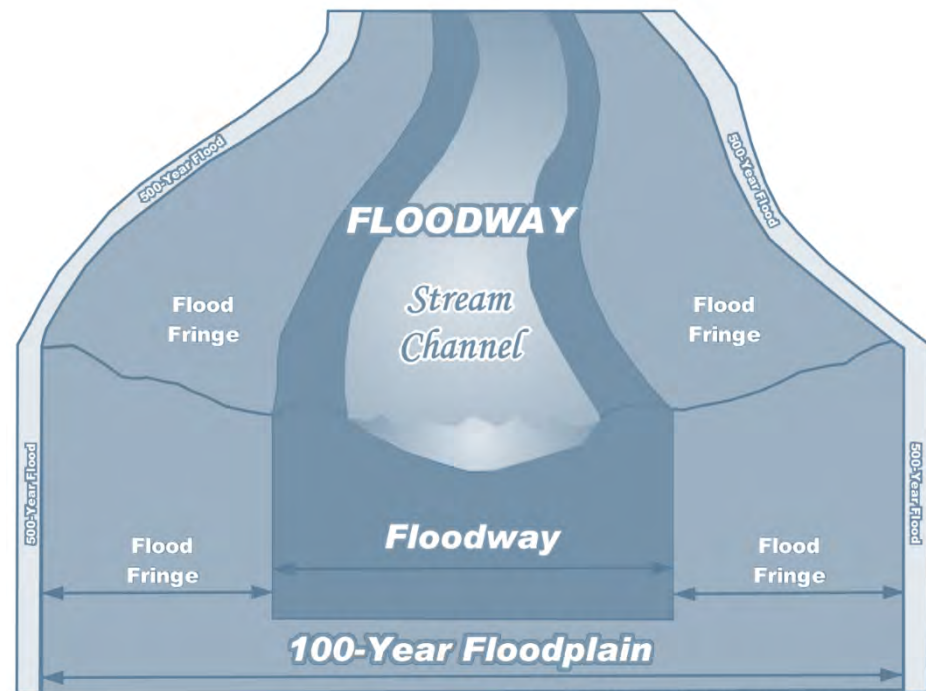 500-Year Flood
500-Year Flood
FLOODWAY
Flood
Fringe
Stream
Channel
Flood
Fringe
500-Year Flood
500-Year Flood
Flood
Fringe
Floodway
Flood
Fringe
100-Year Floodplain